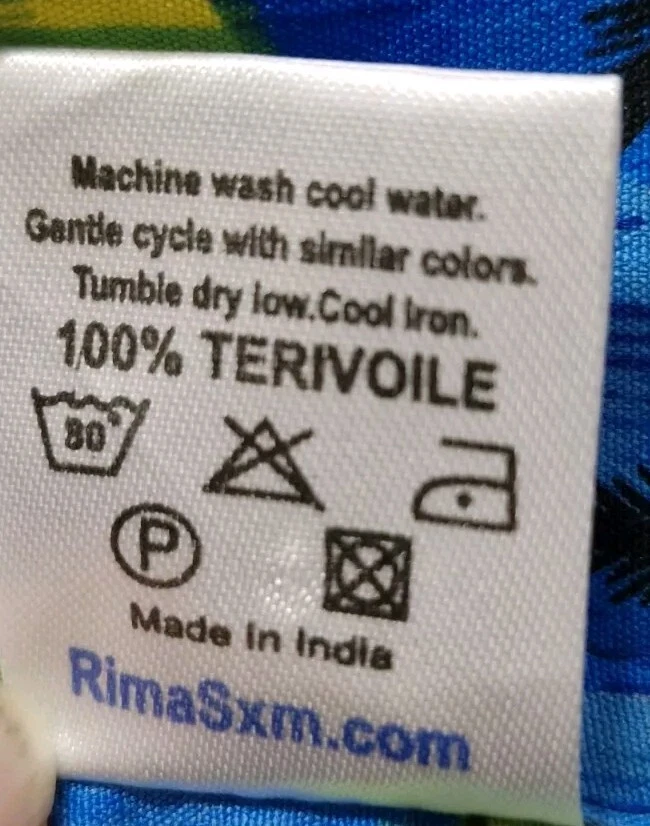 Machine wash cool water.
Gentle cycle with similar colors.
Tumble dry low.Cool Iron.
100% TERIVOILE
80°
P
Made In India
RimaSxm.com